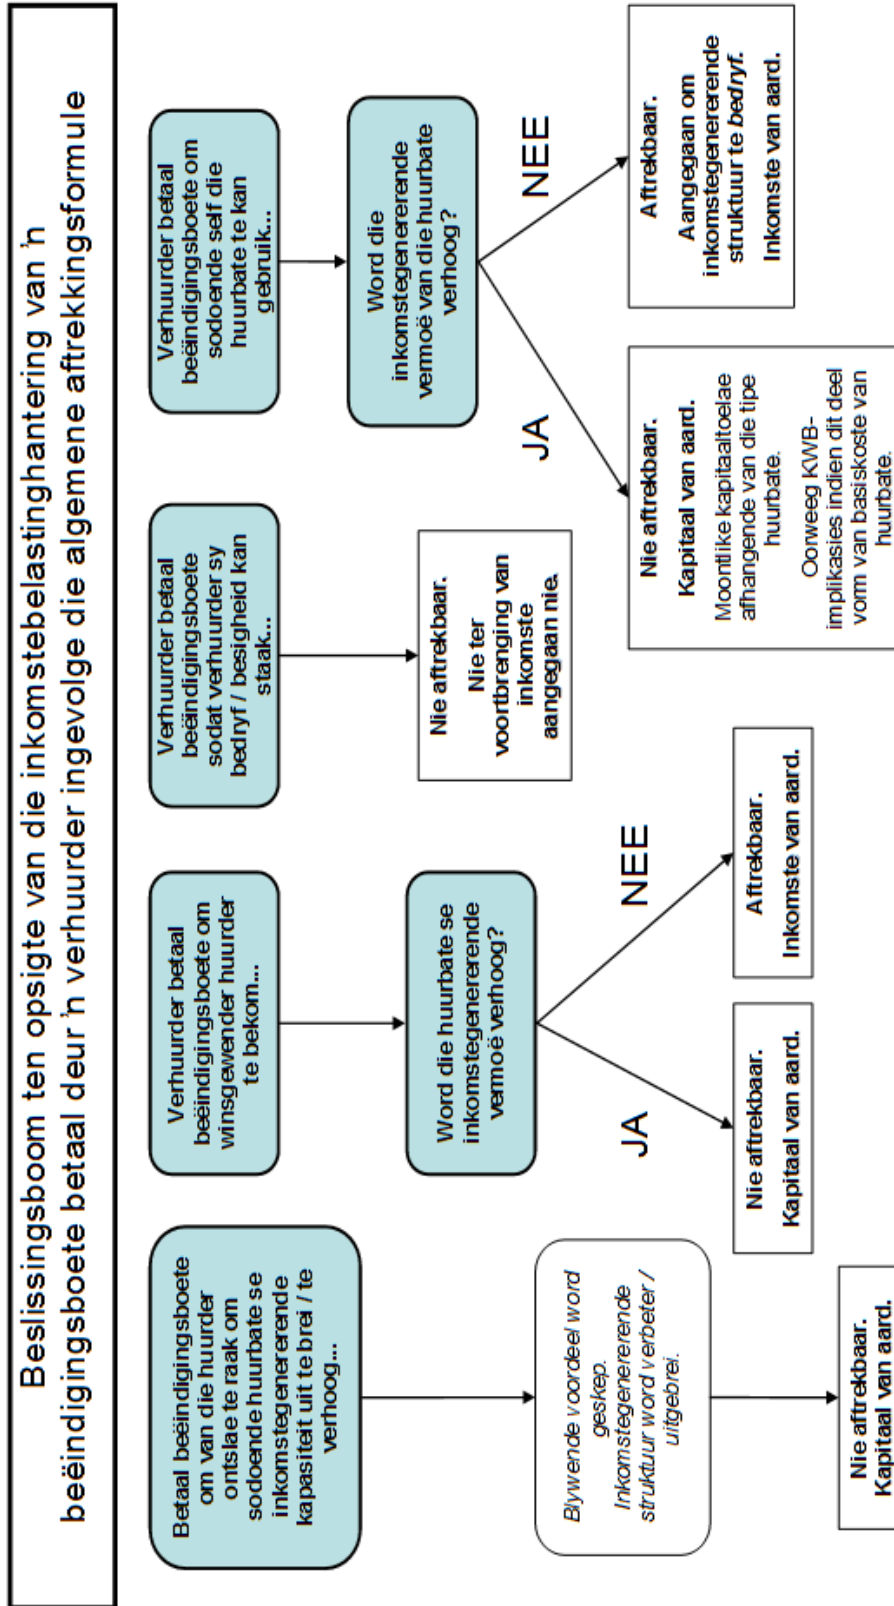 Beslissingsboom ten opsigte van die inkomstebelastinghantering van 'n
beëindigingsboete betaal deur 'n verhuurder ingevolge die algemene aftrekkingsformule
Betaal beëindigingsboete
om van die huurder
ontslae te raak om
sodoende huurbate se
inkomstegenererende
kapasiteit uit te brei / te
verhoog...
Blywende voordeel word
geskep.
Inkomstegenererende
struktuur word verbeter /
uitgebrei.
Nie aftrekbaar.
Kapitaal van aard.
Verhuurder betaal
beëindigingsboete om
winsgewender huurder
te bekom...
Word die huurbate se
inkomstegenererende
vermoë verhoog?
JA
NEE
Nie aftrekbaar.
Kapitaal van aard.
Aftrekbaar.
Inkomste van aard.
Verhuurder betaal
beëindigingsboete
sodat verhuurder sy
bedryf / besigheid kan
staak...
Nie aftrekbaar.
Nie ter
voortbrenging van
inkomste
aangegaan nie.
Verhuurder betaal
beëindigingsboete om
sodoende self die
huurbate te kan
gebruik...
Word die
inkomstegenererende
vermoë van die huurbate
verhoog?
JA
NEE
Nie aftrekbaar.
Kapitaal van aard.
Moontlike kapitaaltoelae
afhangende van die tipe
huurbate.
Oorweeg KWB-
implikasies indien dit deel
vorm van basiskoste van
huurbate.
Aftrekbaar.
Aangegaan om
inkomstegenererende
struktuur te bedryf.
Inkomste van aard.